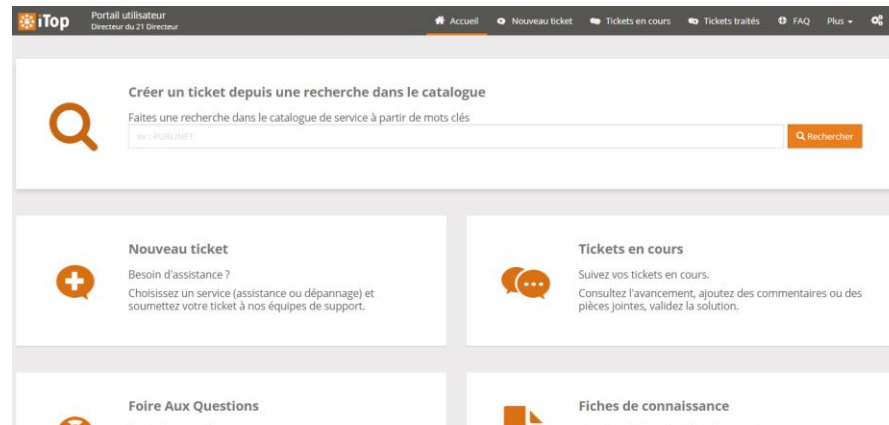 iTop
Portail utilisateur
Directeur du 21 Directeur
Accueil
Nouveau ticket
Tickets en cours
Tickets traités
FAQ
Plus
Créer un ticket depuis une recherche dans le catalogue
Faites une recherche dans le catalogue de service à partir de mots clés
ex : PUBLINET
Rechercher
Nouveau ticket
Besoin d'assistance ?
Choisissez un service (assistance ou dépannage) et
soumettez votre ticket à nos équipes de support.
Tickets en cours
Suivez vos tickets en cours.
Consultez l'avancement, ajoutez des commentaires ou des
pièces jointes, validez la solution.
Foire Aux Questions
Fiches de connaissance